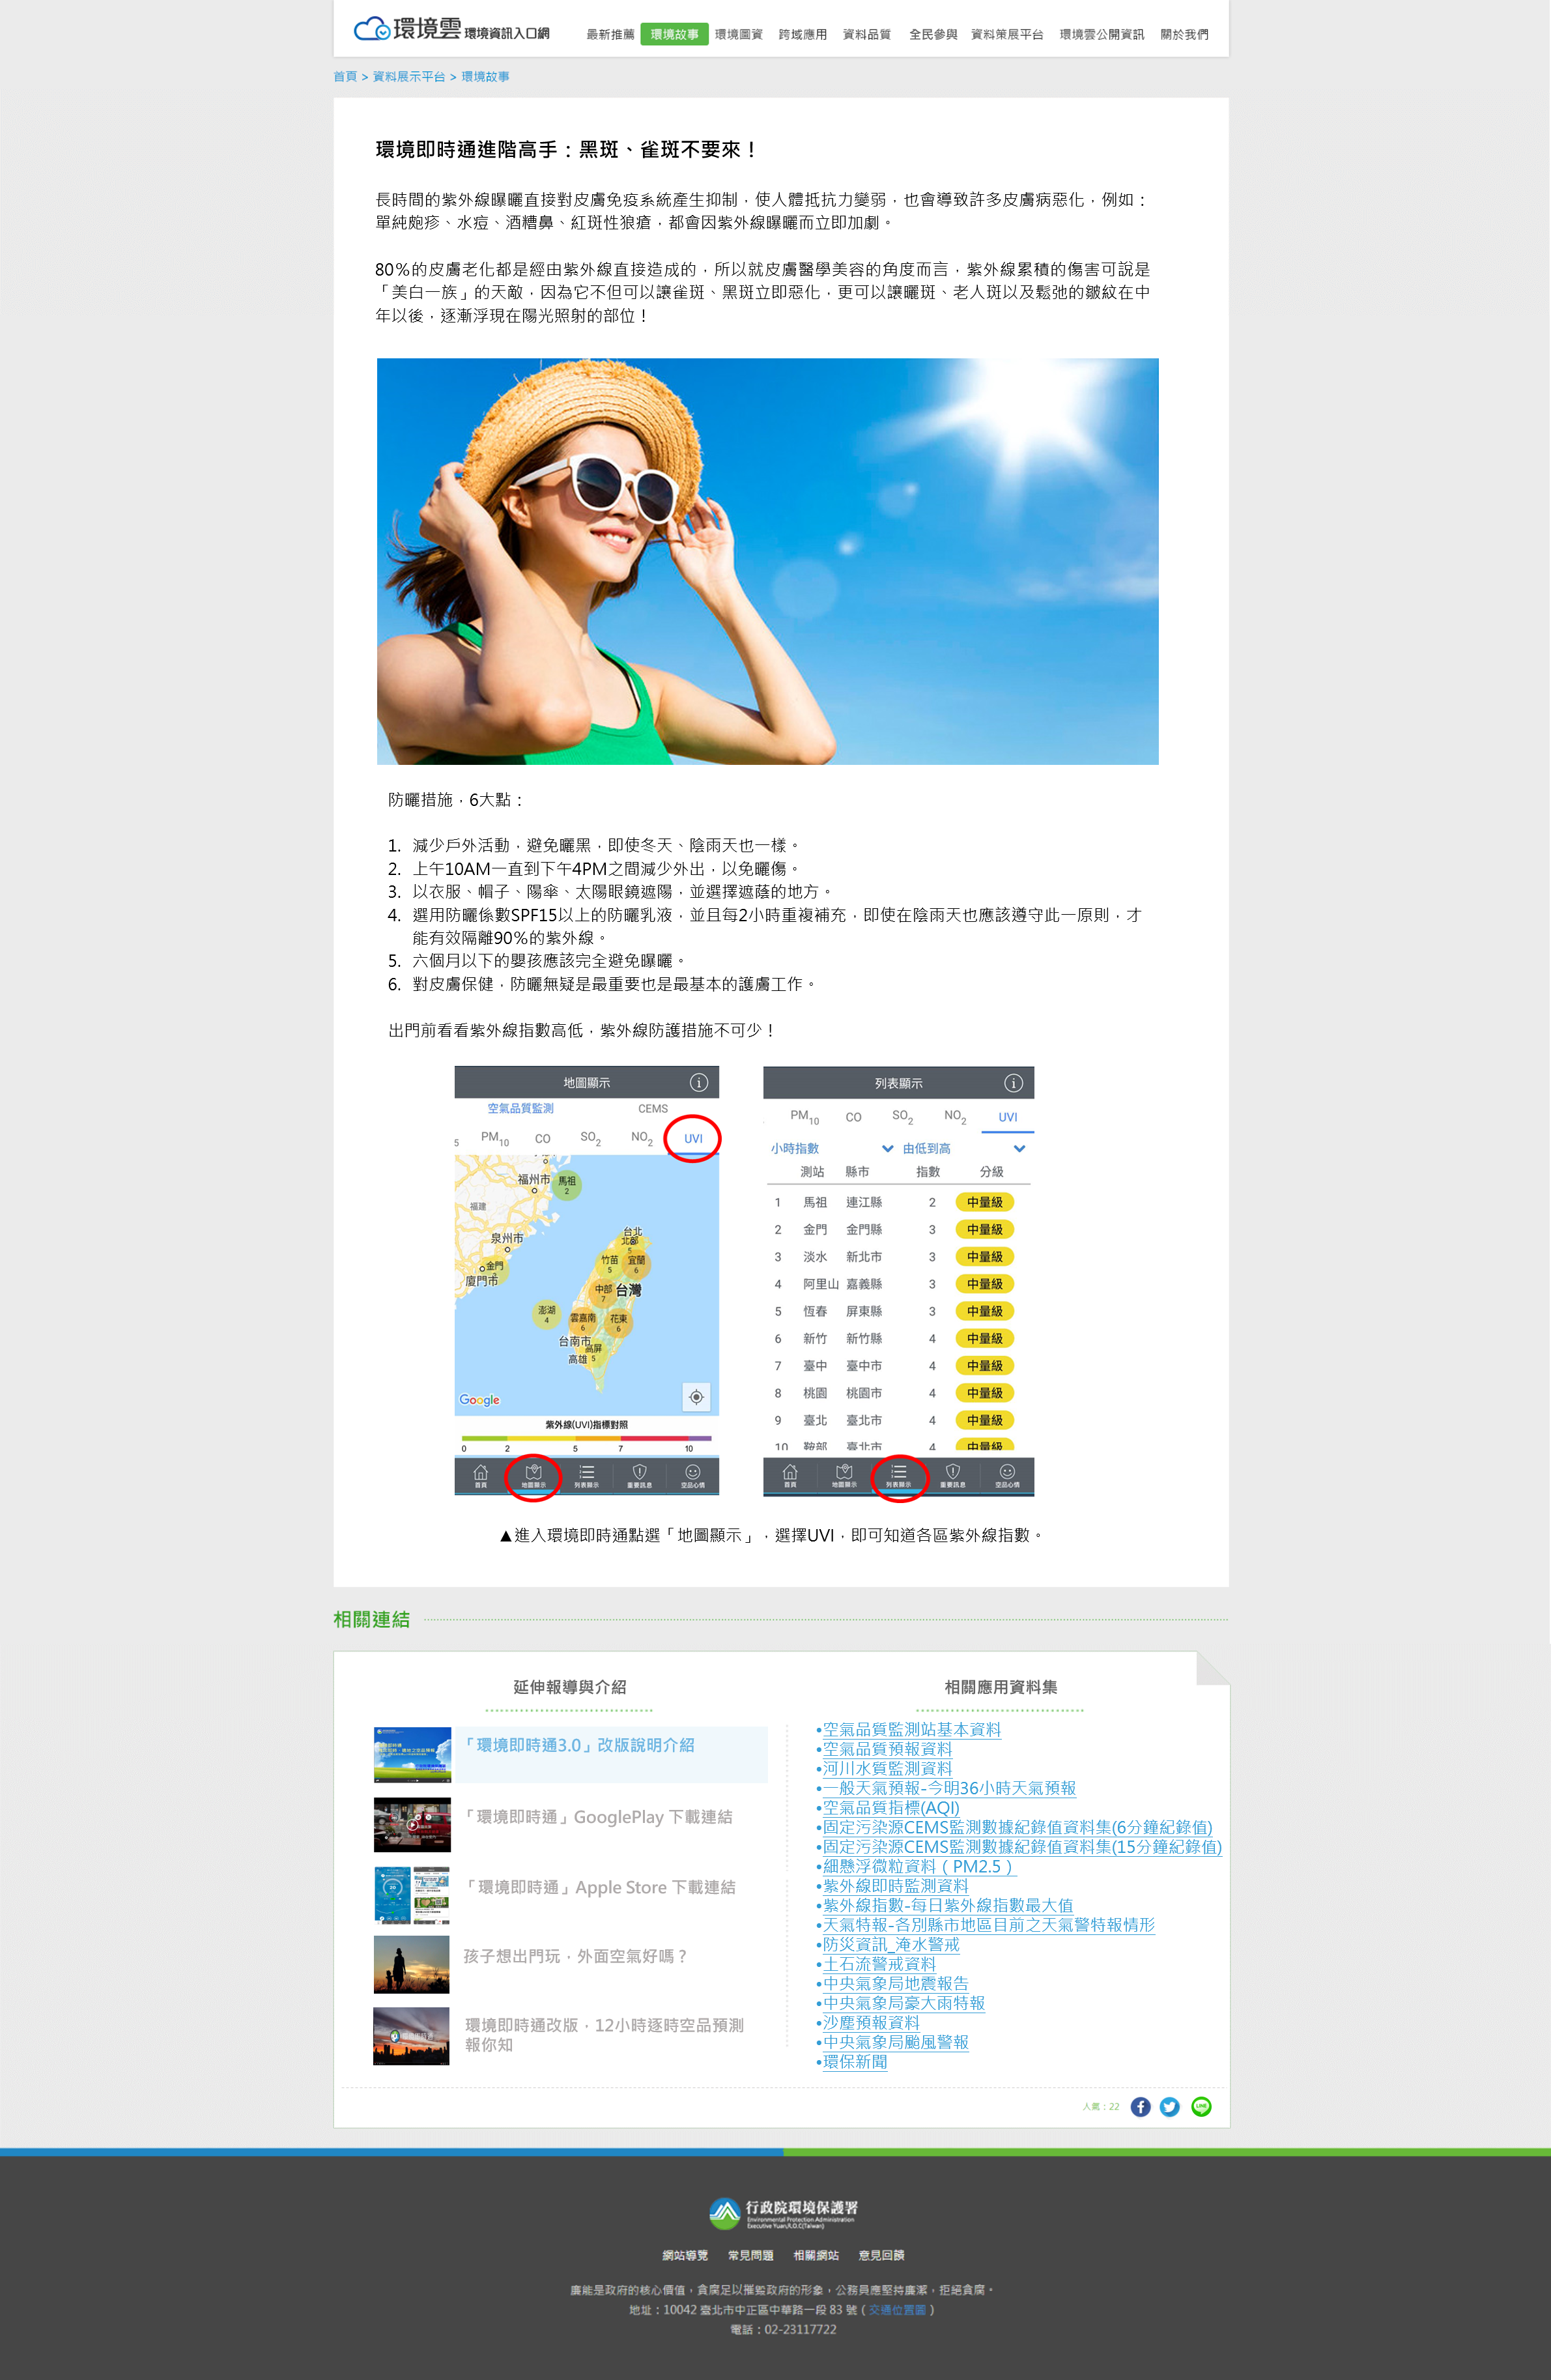 環境雲 環境資訊入口網
最新推薦 環境故事 環境圖資 跨域應用 資料品質 全民參與 資料策展平台 環境雲公開資訊 關於我們
首頁 > 資料展示平台 > 環境故事
環境即時通進階高手：黑斑、雀斑不要來！
長時間的紫外線曝曬直接對皮膚免疫系統產生抑制，使人體抵抗力變弱，也會導致許多皮膚病惡化，例如：
單純皰疹、水痘、酒糟鼻、紅斑性狼瘡，都會因紫外線曝曬而立即加劇。
80%的皮膚老化都是經由紫外線直接造成的，所以就皮膚醫學美容的角度而言，紫外線累積的傷害可說是
「美白一族」的天敵，因為它不但可以讓雀斑、黑斑立即惡化，更可以讓曬斑、老人斑以及鬆弛的皺紋在中
年以後，逐漸浮現在陽光照射的部位！
防曬措施，6大點：
1. 減少戶外活動，避免曬黑，即使冬天、陰雨天也一樣。
2. 上午10AM一直到下午4PM之間減少外出，以免曬傷。
3. 以衣服、帽子、陽傘、太陽眼鏡遮陽，並選擇遮蔭的地方。
4. 選用防曬係數SPF15以上的防曬乳液，並且每2小時重複補充，即使在陰雨天也應該遵守此一原則，才
能有效隔離90%的紫外線。
5. 六個月以下的嬰孩應該完全避免曝曬。
6. 對皮膚保健，防曬無疑是最重要也是最基本的護膚工作。
出門前看看紫外線指數高低，紫外線防護措施不可少！
地圖顯示
空氣品質監測 CEMS
5 PM10 CO SO2 NO2 UVI
福州市
馬祖
2
福建
泉州市
金門
廈門市
台北
北部
5
竹苗
5
宜蘭
6
中部
7
台灣
澎湖
4
雲嘉南
6
花東
6
台南市
高屏
5
高雄
Google
紫外線(UVI)指標對照
0 2 5 7 10
首頁 地圖顯示 列表顯示 重要訊息 空品心情
列表顯示
PM10 CO SO2 NO2 UVI
小時指數 由低到高
測站 縣市 指數 分級
1 馬祖 連江縣 2 中量級
2 金門 金門縣 3 中量級
3 淡水 新北市 3 中量級
4 阿里山 嘉義縣 3 中量級
5 恆春 屏東縣 3 中量級
6 新竹 新竹縣 4 中量級
7 臺中 臺中市 4 中量級
8 桃園 桃園市 4 中量級
9 臺北 臺北市 4 中量級
10 鞍部 臺北市 4 中量級
首頁 地圖顯示 列表顯示 重要訊息 空品心情
▲進入環境即時通點選「地圖顯示」，選擇UVI，即可知道各區紫外線指數。
相關連結
延伸報導與介紹
「環境即時通3.0」改版說明介紹
「環境即時通」GooglePlay 下載連結
「環境即時通」Apple Store 下載連結
孩子想出門玩，外面空氣好嗎？
環境即時通改版，12小時逐時空品預測
報你知
相關應用資料集
•空氣品質監測站基本資料
•空氣品質預報資料
•河川水質監測資料
•一般天氣預報-今明36小時天氣預報
•空氣品質指標(AQI)
•固定污染源CEMS監測數據紀錄值資料集(6分鐘紀錄值)
•固定污染源CEMS監測數據紀錄值資料集(15分鐘紀錄值)
•細懸浮微粒資料（PM2.5）
•紫外線即時監測資料
•紫外線指數-每日紫外線指數最大值
•天氣特報-各別縣市地區目前之天氣警特報情形
•防災資訊_淹水警戒
•土石流警戒資料
•中央氣象局地震報告
•中央氣象局豪大雨特報
•沙塵預報資料
•中央氣象局颱風警報
•環保新聞
人氣：22
LINE
行政院環境保護署
Environmental Protection Administration
Executive Yuan,R.O.C(Taiwan)
網站導覽 常見問題 相關網站 意見回饋
廉能是政府的核心價值，貪腐足以摧毀政府的形象，公務員應堅持廉潔，拒絕貪腐。
地址：10042 臺北市中正區中華路一段 83 號（交通位置圖）
電話：02-23117722